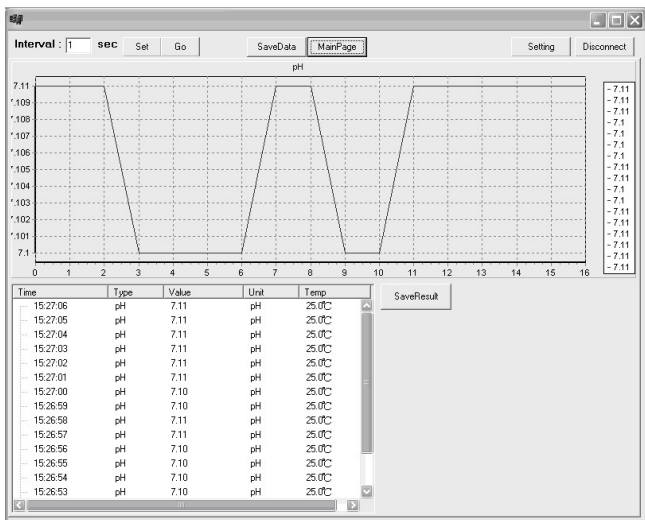 Interval : 1 sec Set Go SaveData MainPage Setting Disconnect
pH
7.11
.109
.108
.107
.106
.105
.104
.103
.102
.101
7.1
0 1 2 3 4 5 6 7 8 9 10 11 12 13 14 15 16
- 7.11
- 7.11
- 7.11
- 7.1
- 7.1
- 7.1
- 7.1
- 7.11
- 7.11
- 7.1
- 7.1
- 7.11
- 7.11
- 7.11
- 7.11
- 7.11
- 7.11
Time Type Value Unit Temp
15:27:06 pH 7.11 pH 25.0℃
15:27:05 pH 7.11 pH 25.0℃
15:27:04 pH 7.11 pH 25.0℃
15:27:03 pH 7.11 pH 25.0℃
15:27:02 pH 7.11 pH 25.0℃
15:27:01 pH 7.11 pH 25.0℃
15:27:00 pH 7.10 pH 25.0℃
15:26:59 pH 7.10 pH 25.0℃
15:26:58 pH 7.11 pH 25.0℃
15:26:57 pH 7.11 pH 25.0℃
15:26:56 pH 7.10 pH 25.0℃
15:26:55 pH 7.10 pH 25.0℃
15:26:54 pH 7.10 pH 25.0℃
15:26:53 pH 7.10 pH 25.0℃
SaveResult